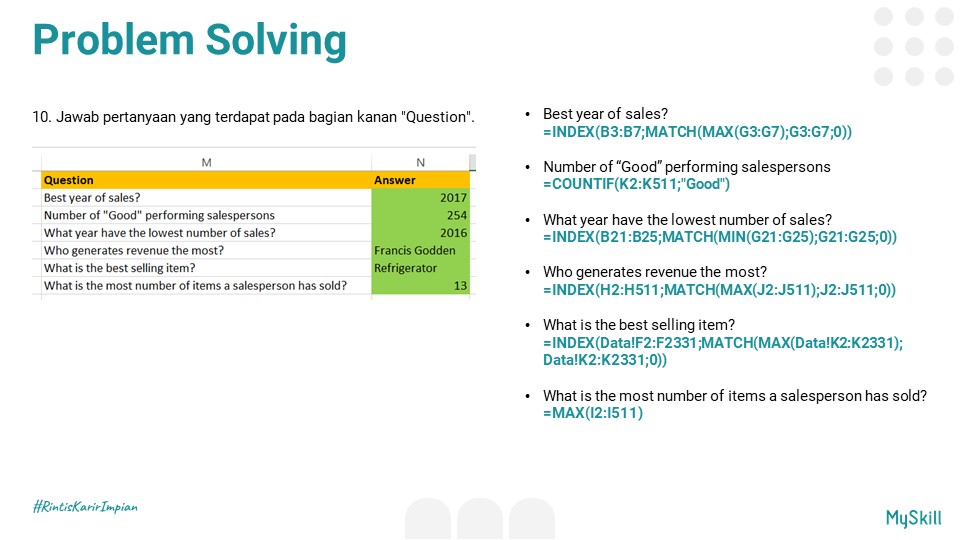 Problem Solving
10. Jawab pertanyaan yang terdapat pada bagian kanan "Question".
M N
Question Answer
Best year of sales? 2017
Number of "Good" performing salespersons 254
What year have the lowest number of sales? 2016
Who generates revenue the most? Francis Godden
What is the best selling item? Refrigerator
What is the most number of items a salesperson has sold? 13
• Best year of sales?
=INDEX(B3:B7;MATCH(MAX(G3:G7);G3:G7;0))
• Number of “Good” performing salespersons
=COUNTIF(K2:K511;"Good")
• What year have the lowest number of sales?
=INDEX(B21:B25;MATCH(MIN(G21:G25);G21:G25;0))
• Who generates revenue the most?
=INDEX(H2:H511;MATCH(MAX(J2:J511);J2:J511;0))
• What is the best selling item?
=INDEX(Data!F2:F2331;MATCH(MAX(Data!K2:K2331);
Data!K2:K2331;0))
• What is the most number of items a salesperson has sold?
=MAX(I2:I511)
#RintisKarirImpian
MySkill